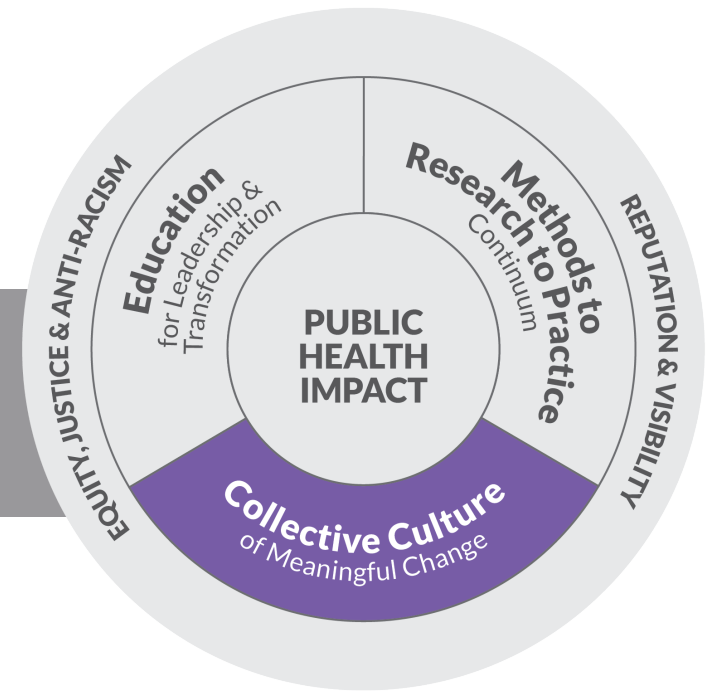 EQUITY, JUSTICE & ANTI-RACISM
Education
for Leadership &
Transformation
Methods to
Research to Practice
Continuum
REPUTATION & VISIBILITY
PUBLIC
HEALTH
IMPACT
Collective Culture
of Meaningful Change